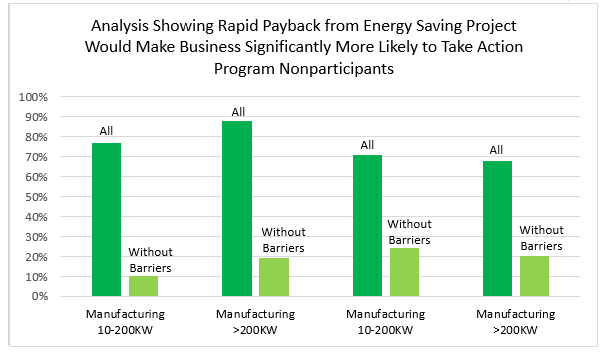 Analysis Showing Rapid Payback from Energy Saving Project
Would Make Business Significantly More Likely to Take Action
Program Nonparticipants
100%
90%
80%
70%
60%
50%
40%
30%
20%
10%
0%
All
Without
Barriers
All
Without
Barriers
All
Without
Barriers
All
Without
Barriers
Manufacturing
10-200KW
Manufacturing
>200KW
Manufacturing
10-200KW
Manufacturing
>200KW